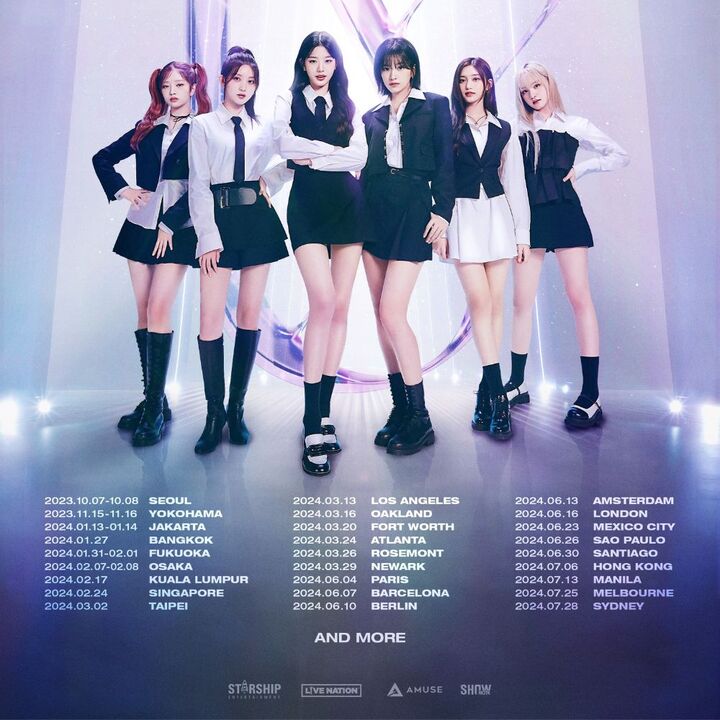 2023.10.07-10.08 SEOUL
2023.11.15-11.16 YOKOHAMA
2024.01.13-01.14 JAKARTA
2024.01.27 BANGKOK
2024.01.31-02.01 FUKUOKA
2024.02.07-02.08 OSAKA
2024.02.17 KUALA LUMPUR
2024.02.24 SINGAPORE
2024.03.02 TAIPEI
2024.03.13 LOS ANGELES
2024.03.16 OAKLAND
2024.03.20 FORT WORTH
2024.03.24 ATLANTA
2024.03.26 ROSEMONT
2024.03.29 NEWARK
2024.06.04 PARIS
2024.06.07 BARCELONA
2024.06.10 BERLIN
2024.06.13 AMSTERDAM
2024.06.16 LONDON
2024.06.23 MEXICO CITY
2024.06.26 SAO PAULO
2024.06.30 SANTIAGO
2024.07.06 HONG KONG
2024.07.13 MANILA
2024.07.25 MELBOURNE
2024.07.28 SYDNEY
AND MORE
STARSHIP
ENTERTAINMENT
LIVE NATION
AMUSE
SHOW
NOTE